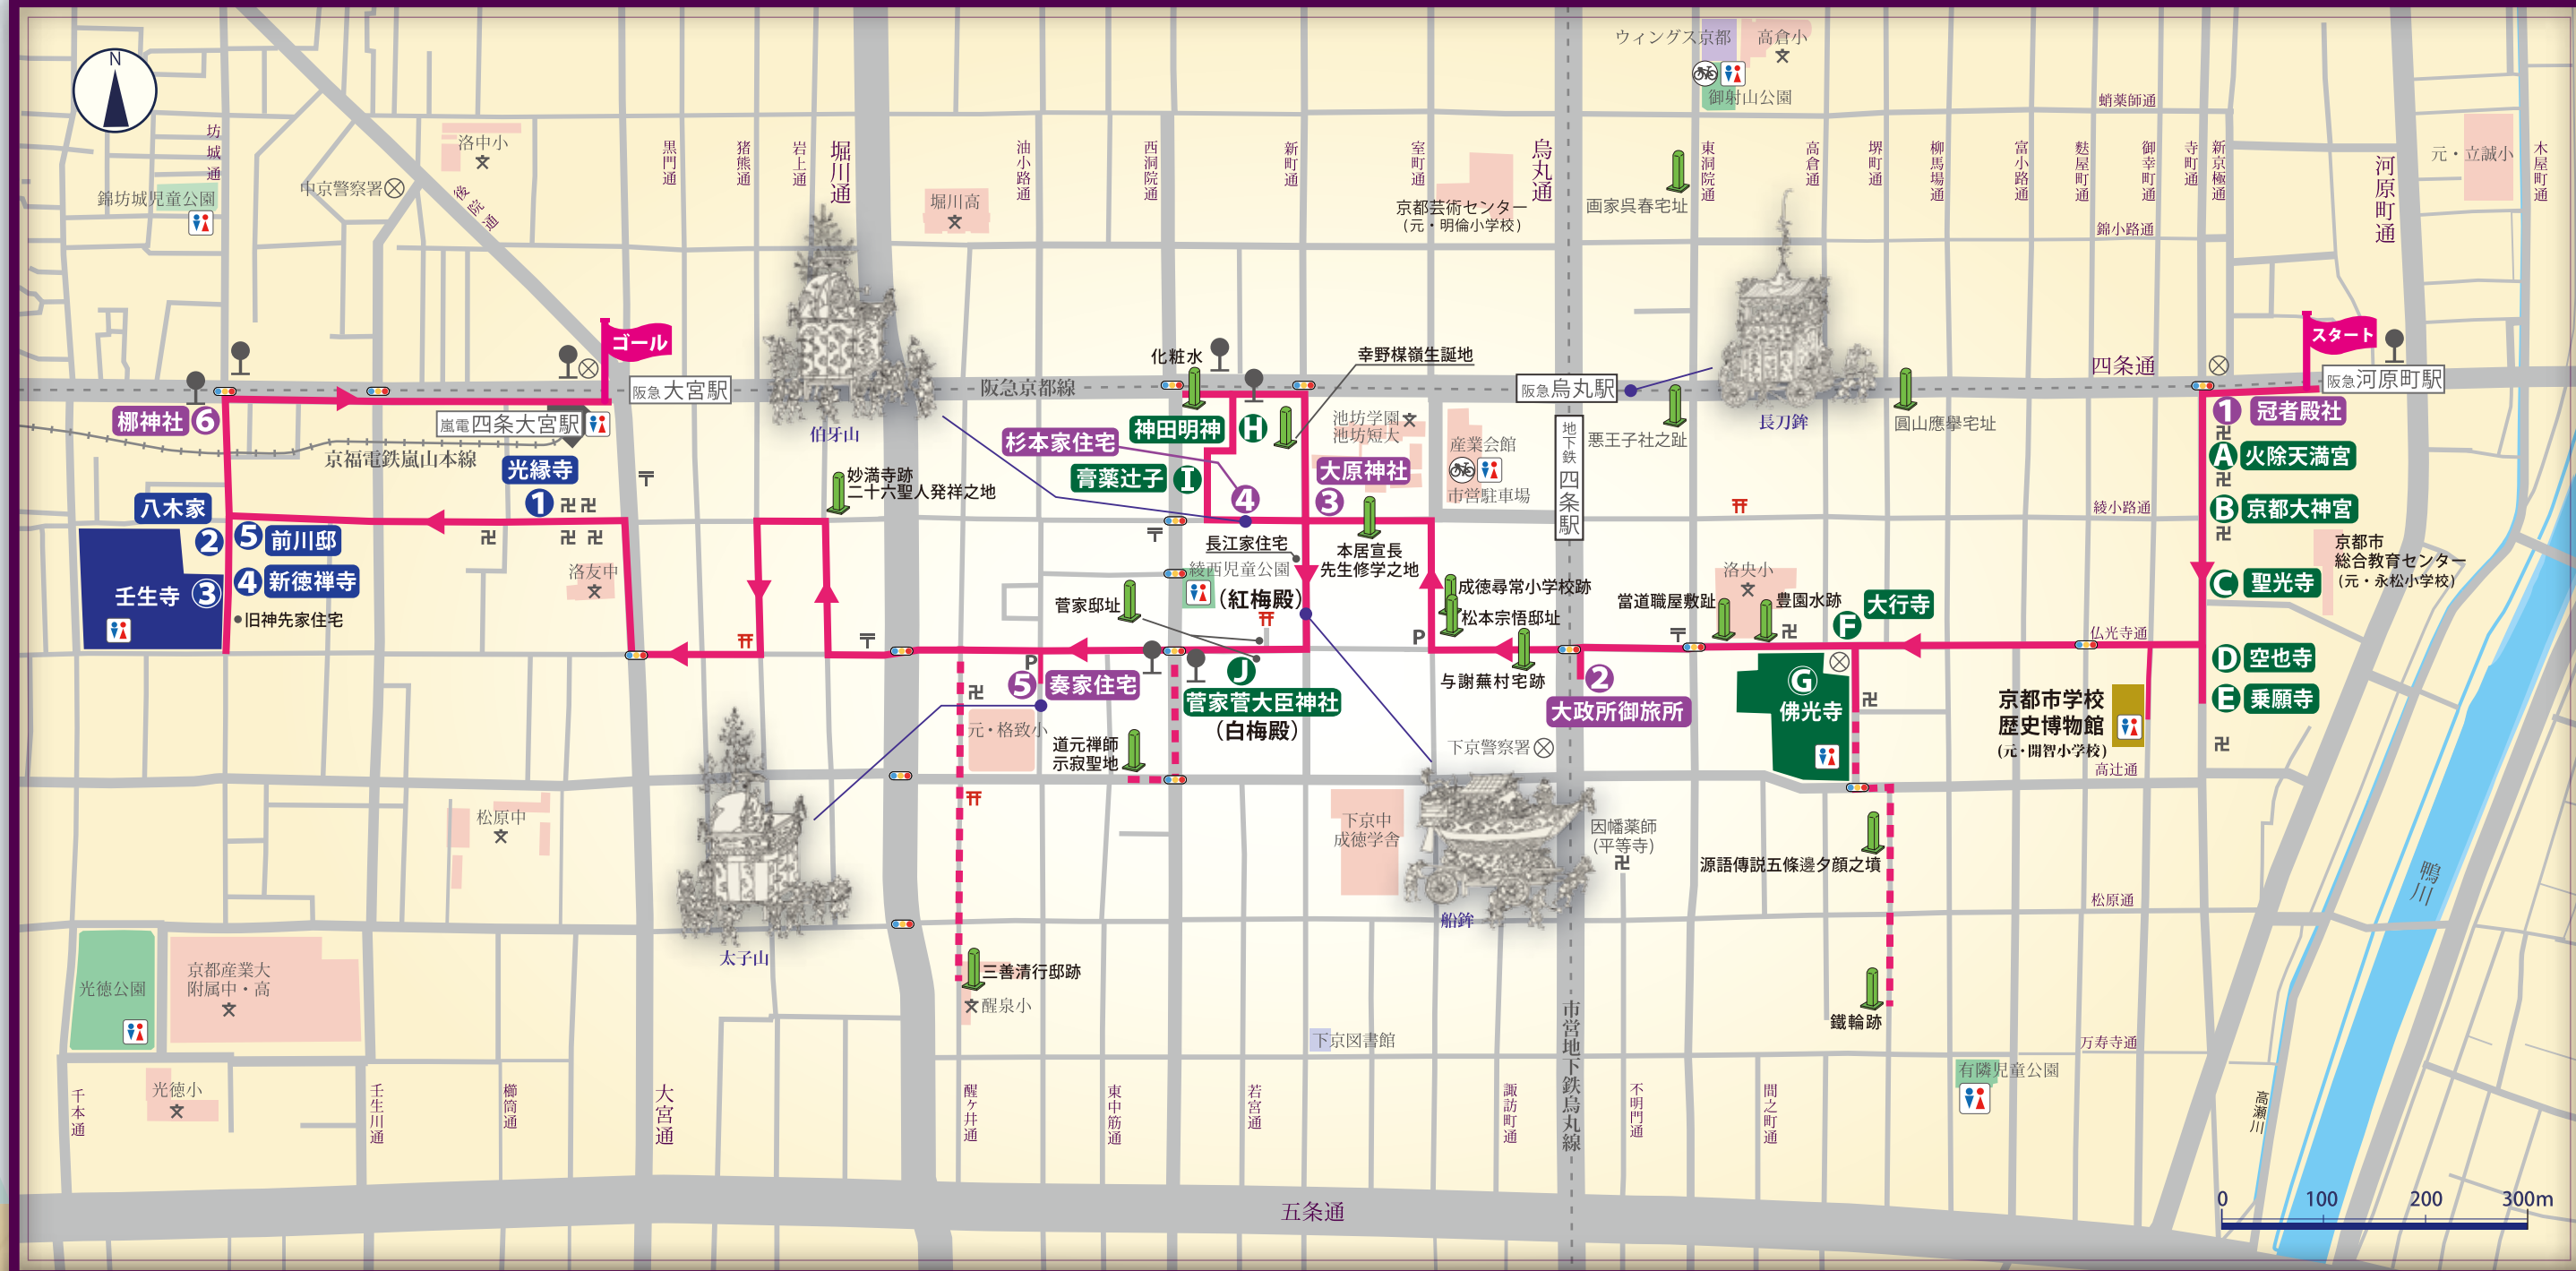 N
ウィングス京都
高倉小
御射山公園
蛸薬師通
坊城通
洛中小
黒門通
猪熊通
岩上通
堀川通
油小路通
西洞院通
新町通
室町通
烏丸通
東洞院通
高倉通
堺町通
柳馬場通
富小路通
麩屋町通
御幸町通
寺町通
新京極通
河原町通
元・立誠小
木屋町通
錦坊城児童公園
中京警察署
後院通
堀川高
京都芸術センター
(元・明倫小学校)
画家呉春宅址
錦小路通
ゴール
スタート
化粧水
幸野楳嶺生誕地
四条通
阪急 大宮駅
阪急京都線
阪急 烏丸駅
阪急 河原町駅
梛神社 6
嵐電 四条大宮駅
京福電鉄嵐山本線
伯牙山
長刀鉾
圓山應擧宅址
悪王子社之趾
1 冠者殿社
A 火除天満宮
B 京都大神宮
C 聖光寺
D 空也寺
E 乗願寺
杉本家住宅
神田明神 H
膏薬辻子 I
4
池坊学園
池坊短大
大原神社
3
産業会館
市営駐車場
地下鉄 四条駅
光縁寺
1
妙満寺跡
二十六聖人発祥之地
綾小路通
八木家
2
5 前川邸
壬生寺 3
4 新徳禅寺
旧神先家住宅
洛友中
長江家住宅
綾西児童公園
(紅梅殿)
本居宣長
先生修学之地
成徳尋常小学校跡
松本宗悟邸址
菅家邸址
洛央小
當道職屋敷趾
豊園水跡
F 大行寺
京都市
総合教育センター
(元・永松小学校)
仏光寺通
P
P
与謝蕪村宅跡
2
大政所御旅所
5 奏家住宅
J
菅家菅大臣神社
(白梅殿)
G
佛光寺
京都市学校
歴史博物館
(元・開智小学校)
高辻通
元・格致小
道元禅師
示寂聖地
下京警察署
松原中
下京中
成徳学舎
因幡薬師
(平等寺)
源語傳説五條邊夕顔之墳
松原通
鴨川
船鉾
太子山
光徳公園
京都産業大
附属中・高
三善清行邸跡
醒泉小
鐵輪跡
下京図書館
市営地下鉄烏丸線
万寿寺通
有隣児童公園
光徳小
千本通
壬生川通
櫛筒通
大宮通
醒ケ井通
東中筋通
若宮通
諏訪町通
不明門通
間之町通
高瀬川
五条通
0 100 200 300m